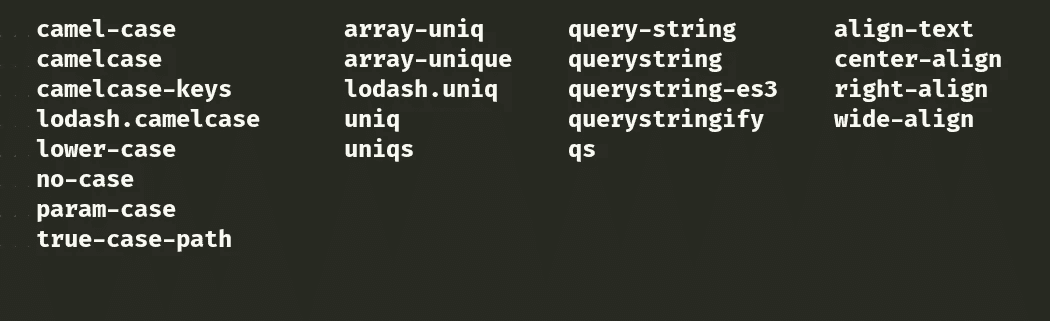 camel-case
camelcase
camelcase-keys
lodash.camelcase
lower-case
no-case
param-case
true-case-path
array-uniq
array-unique
lodash.uniq
uniq
uniqs
query-string
querystring
querystring-es3
querystringify
qs
align-text
center-align
right-align
wide-align